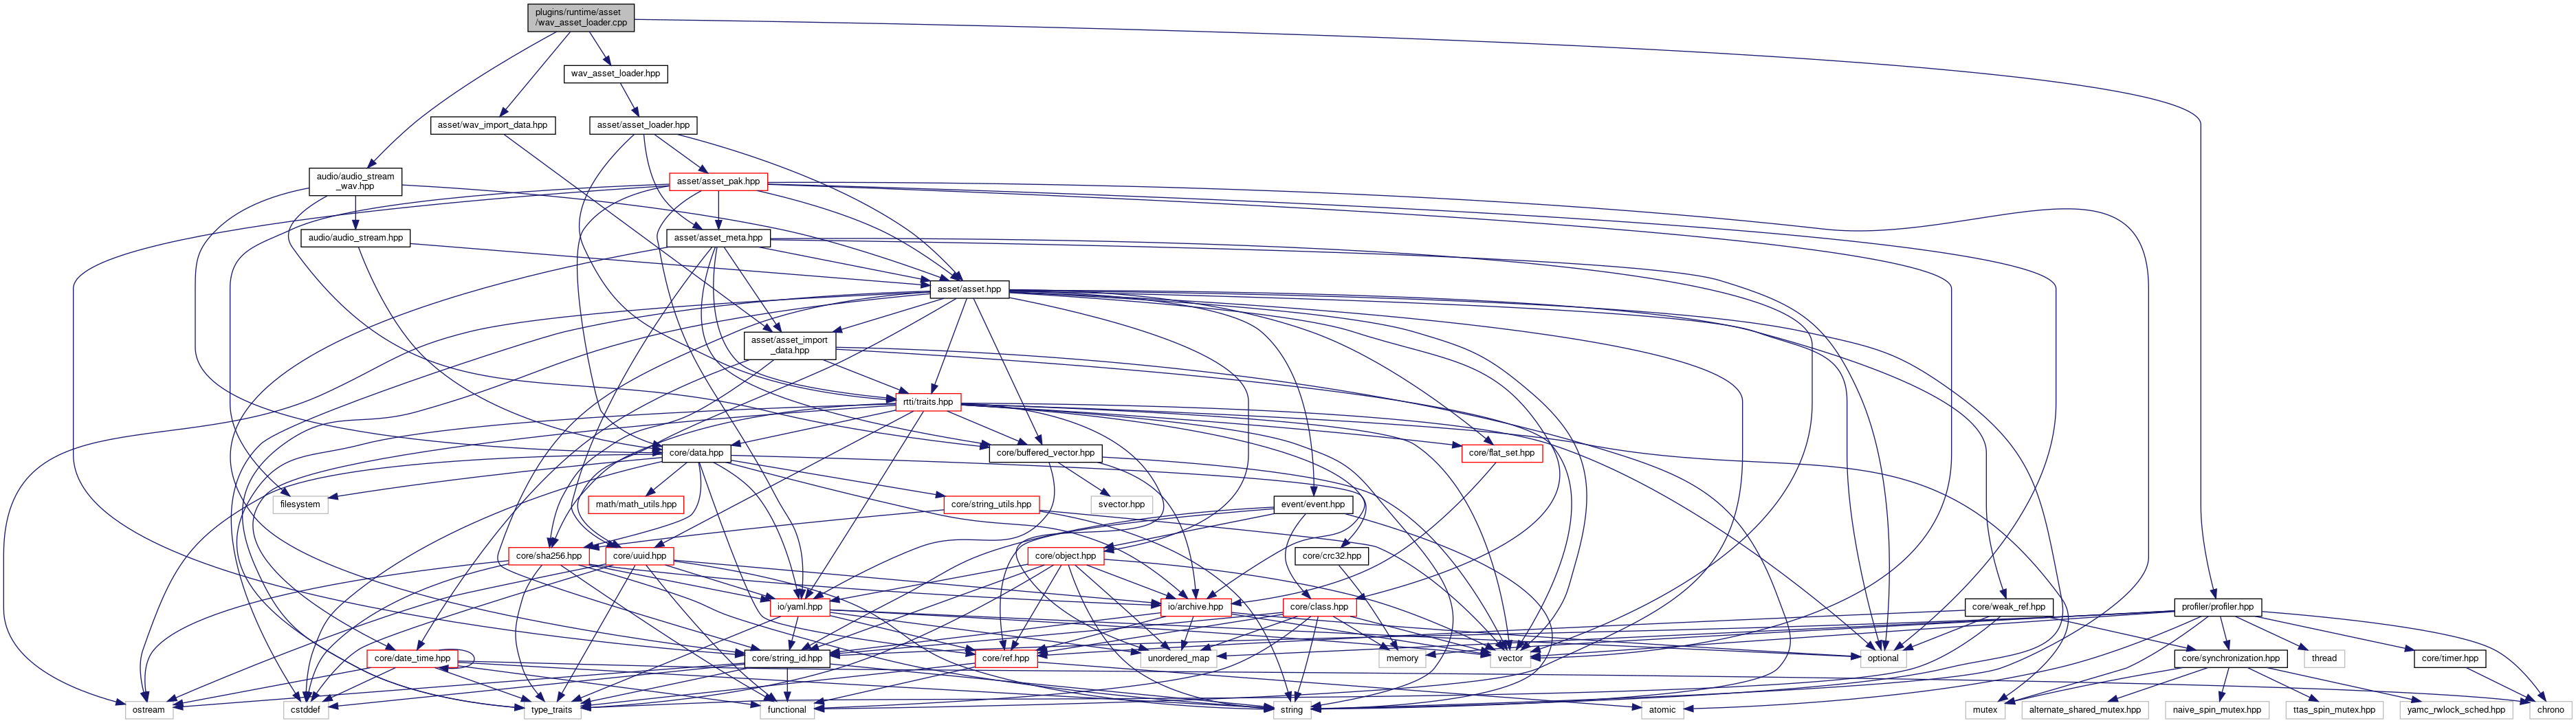 plugins/runtime/asset
/wav_asset_loader.cpp
wav_asset_loader.hpp
asset/wav_import_data.hpp
asset/asset_loader.hpp
audio/audio_stream
_wav.hpp
asset/asset_pak.hpp
audio/audio_stream.hpp
asset/asset_meta.hpp
asset/asset.hpp
asset/asset_import
_data.hpp
rtti/traits.hpp
core/data.hpp
core/buffered_vector.hpp
core/flat_set.hpp
filesystem
math/math_utils.hpp
core/string_utils.hpp
svector.hpp
event/event.hpp
core/sha256.hpp
core/uuid.hpp
core/object.hpp
core/crc32.hpp
io/yaml.hpp
io/archive.hpp
core/class.hpp
core/weak_ref.hpp
profiler/profiler.hpp
core/date_time.hpp
core/string_id.hpp
core/ref.hpp
unordered_map
memory
vector
optional
core/synchronization.hpp
thread
core/timer.hpp
ostream
cstddef
type_traits
functional
string
atomic
mutex
alternate_shared_mutex.hpp
naive_spin_mutex.hpp
ttas_spin_mutex.hpp
yamc_rwlock_sched.hpp
chrono